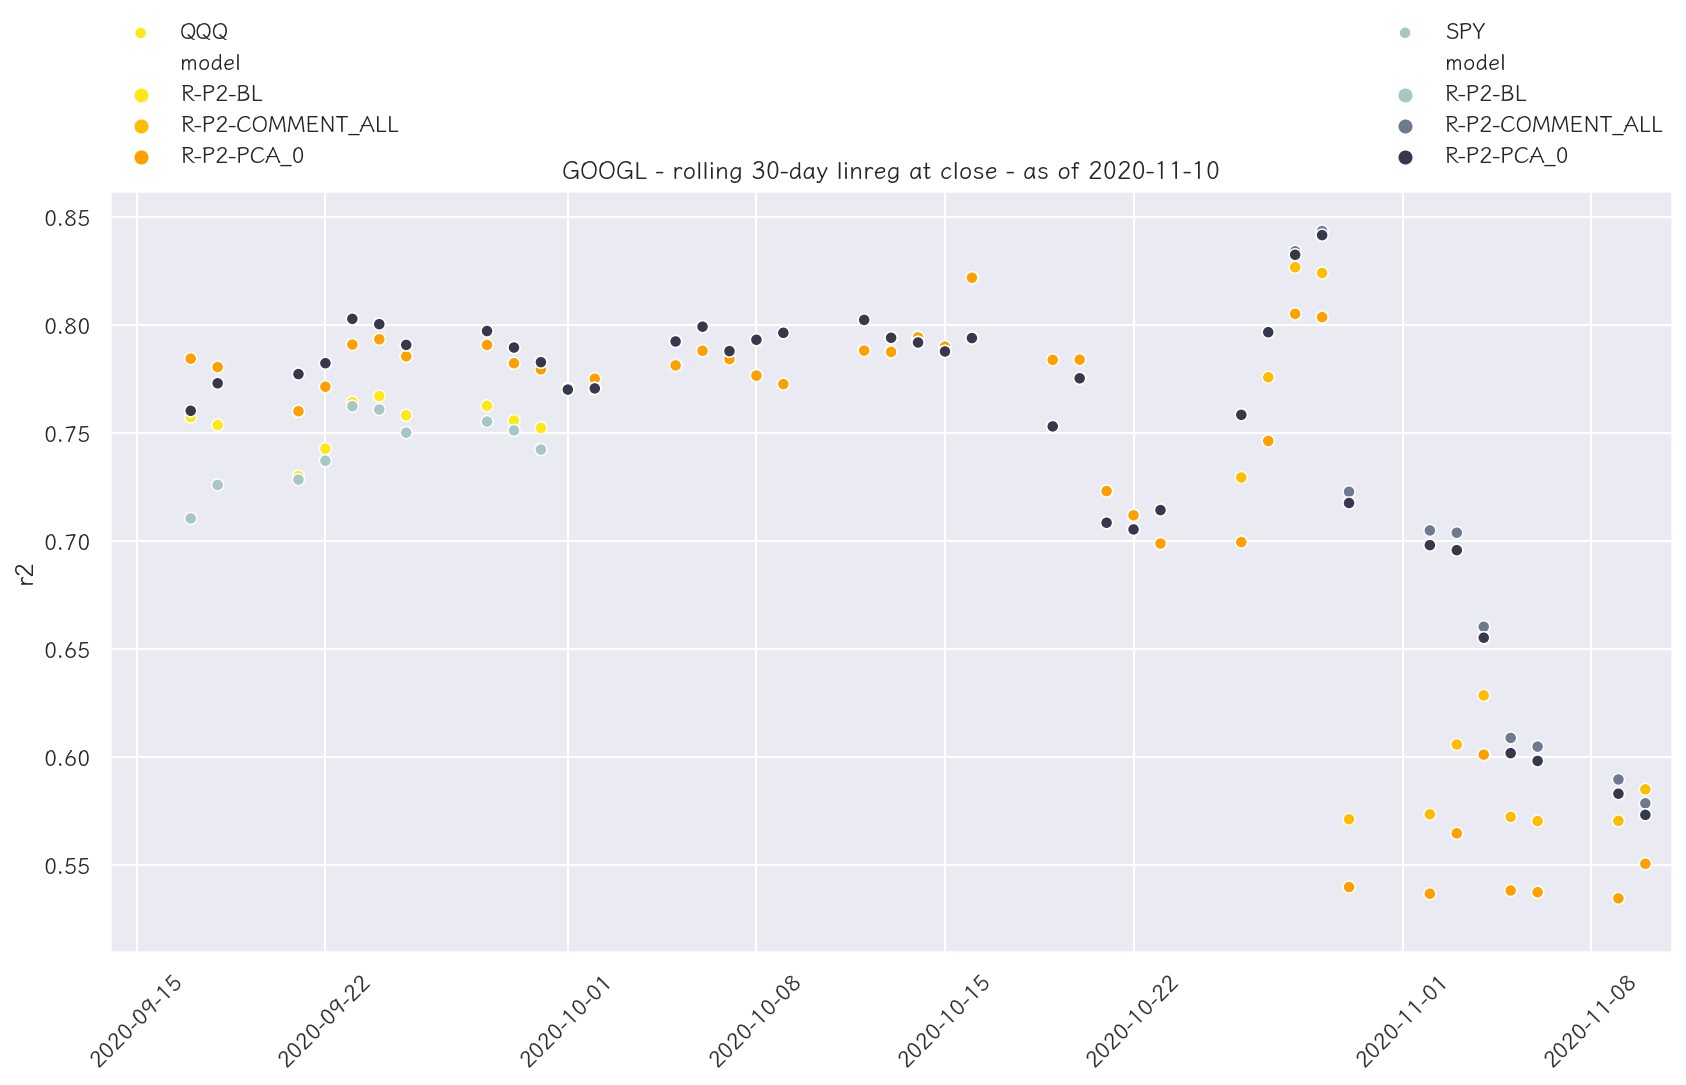 QQQ
model
R-P2-BL
R-P2-COMMENT_ALL
R-P2-PCA_0
SPY
model
R-P2-BL
R-P2-COMMENT_ALL
R-P2-PCA_0
GOOGL - rolling 30-day linreg at close - as of 2020-11-10
0.85
0.80
0.75
0.70
0.65
0.60
0.55
r2
2020-09-15
2020-09-22
2020-10-01
2020-10-08
2020-10-15
2020-10-22
2020-11-01
2020-11-08